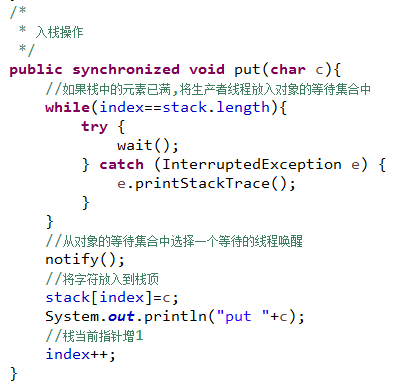 /*
 * 入栈操作
 */
public synchronized void put(char c){
    //如果栈中的元素已满,将生产者线程放入对象的等待集合中
    while(index==stack.length){
        try {
            wait();
        } catch (InterruptedException e) {
            e.printStackTrace();
        }
    }
    //从对象的等待集合中选择一个等待的线程唤醒
    notify();
    //将字符放入到栈顶
    stack[index]=c;
    System.out.println("put "+c);
    //栈当前指针增1
    index++;
}